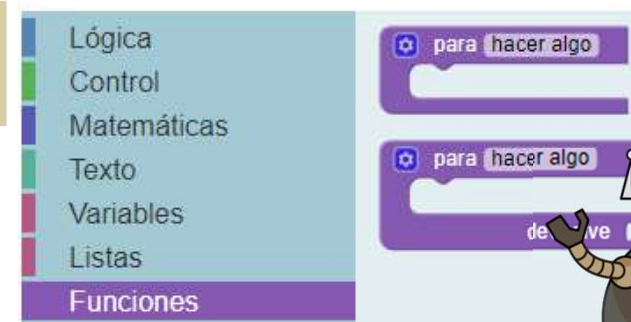 Lógica
Control
Matemáticas
Texto
Variables
Listas
Funciones
para hacer algo
para hacer algo